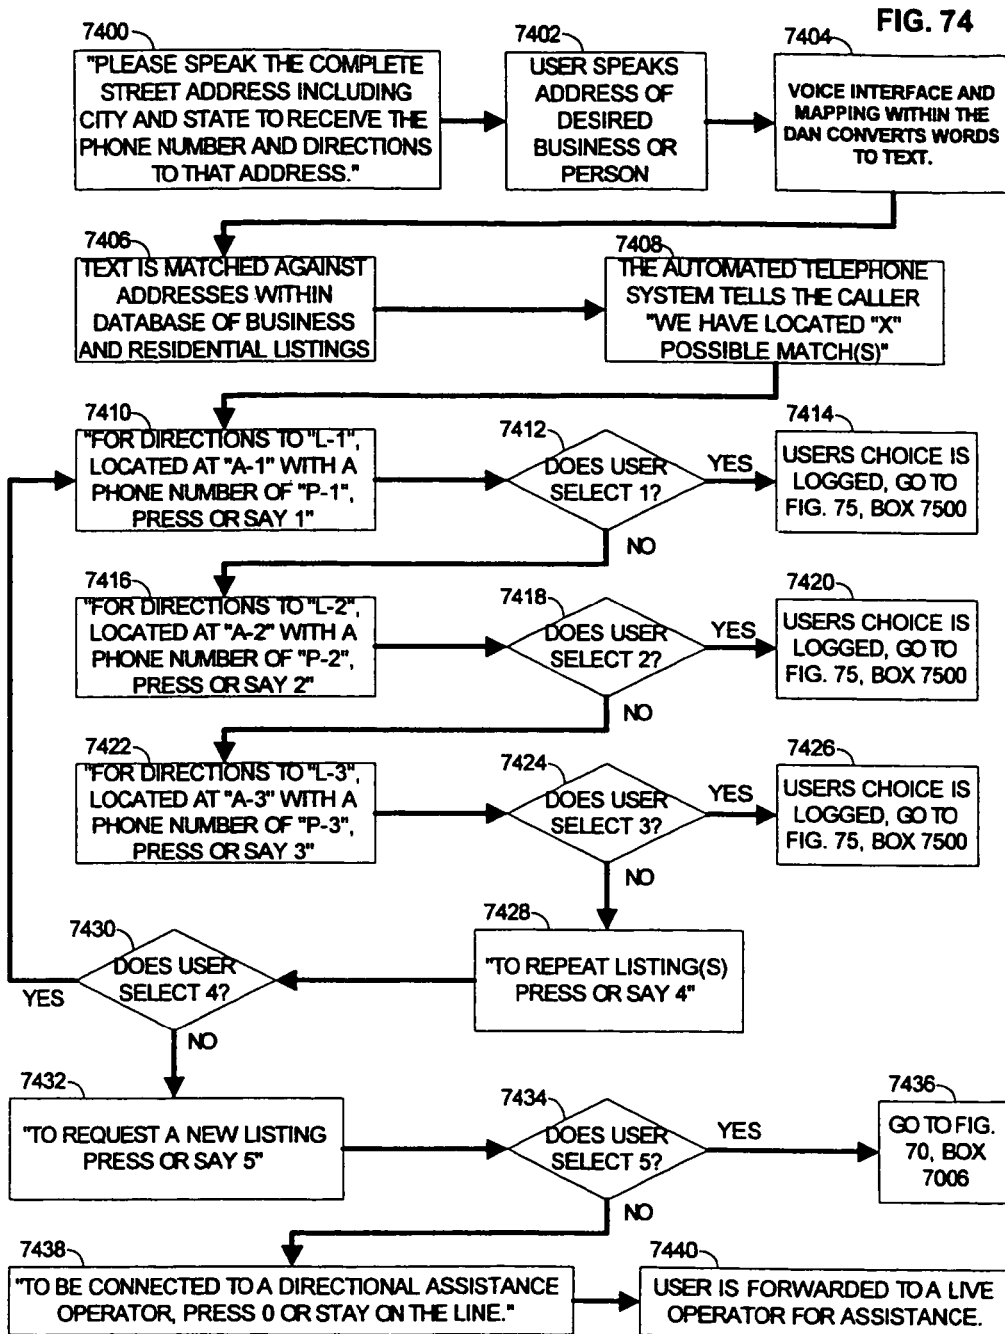 FIG. 74
7400
"PLEASE SPEAK THE COMPLETE
STREET ADDRESS INCLUDING
CITY AND STATE TO RECEIVE THE
PHONE NUMBER AND DIRECTIONS
TO THAT ADDRESS."
7402
USER SPEAKS
ADDRESS OF
DESIRED
BUSINESS OR
PERSON
7404
VOICE INTERFACE AND
MAPPING WITHIN THE
DAN CONVERTS WORDS
TO TEXT.
7406
TEXT IS MATCHED AGAINST
ADDRESSES WITHIN
DATABASE OF BUSINESS
AND RESIDENTIAL LISTINGS
7408
THE AUTOMATED TELEPHONE
SYSTEM TELLS THE CALLER
"WE HAVE LOCATED "X"
POSSIBLE MATCH(S)"
7410
"FOR DIRECTIONS TO "L-1",
LOCATED AT "A-1" WITH A
PHONE NUMBER OF "P-1",
PRESS OR SAY 1"
7412
DOES USER
SELECT 1?
YES
NO
7414
USERS CHOICE IS
LOGGED, GO TO
FIG. 75, BOX 7500
7416
"FOR DIRECTIONS TO "L-2",
LOCATED AT "A-2" WITH A
PHONE NUMBER OF "P-2",
PRESS OR SAY 2"
7418
DOES USER
SELECT 2?
YES
NO
7420
USERS CHOICE IS
LOGGED, GO TO
FIG. 75, BOX 7500
7422
"FOR DIRECTIONS TO "L-3",
LOCATED AT "A-3" WITH A
PHONE NUMBER OF "P-3",
PRESS OR SAY 3"
7424
DOES USER
SELECT 3?
YES
NO
7426
USERS CHOICE IS
LOGGED, GO TO
FIG. 75, BOX 7500
7428
"TO REPEAT LISTING(S)
PRESS OR SAY 4"
7430
DOES USER
SELECT 4?
YES
NO
7432
"TO REQUEST A NEW LISTING
PRESS OR SAY 5"
7434
DOES USER
SELECT 5?
YES
NO
7436
GO TO FIG.
70, BOX
7006
7438
"TO BE CONNECTED TO A DIRECTIONAL ASSISTANCE
OPERATOR, PRESS 0 OR STAY ON THE LINE."
7440
USER IS FORWARDED TO A LIVE
OPERATOR FOR ASSISTANCE.